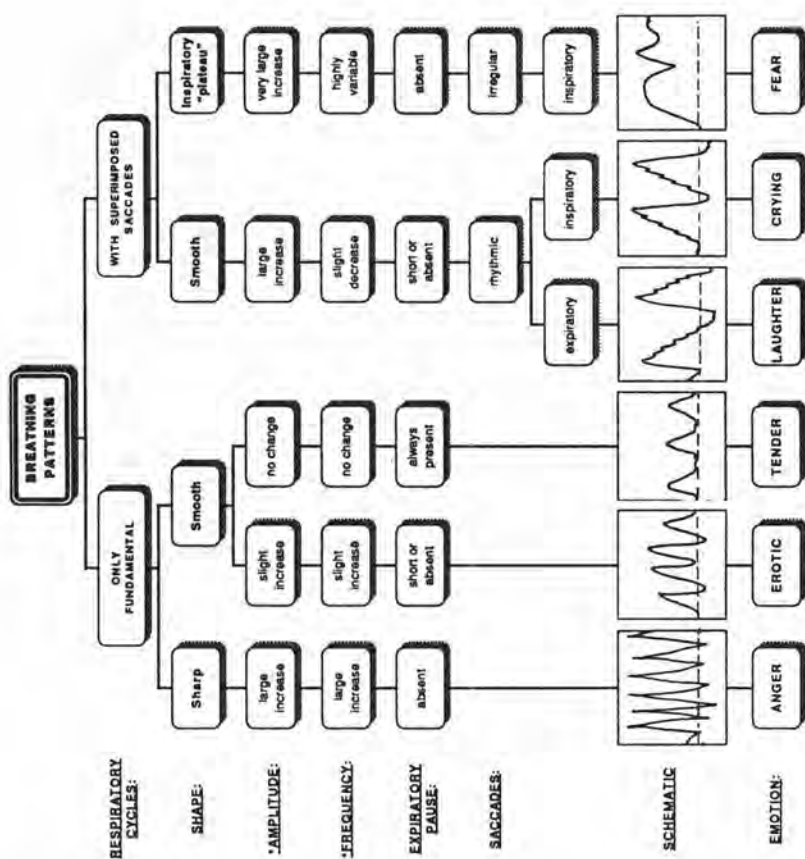 BREATHING
PATTERNS
RESPIRATORY
CYCLES:
ONLY
FUNDAMENTAL
WITH SUPERIMPOSED
SACCADES
SHAPE:
Sharp
Smooth
Smooth
Inspiratory
"plateau"
*AMPLITUDE:
large
increase
slight
increase
no change
large
increase
very large
increase
*FREQUENCY:
large
increase
slight
increase
no change
slight
decrease
highly
variable
EXPIRATORY
PAUSE:
absent
short or
absent
always
present
short or
absent
absent
SACCADES:
rhythmic
irregular
expiratory
inspiratory
inspiratory
SCHEMATIC
EMOTION:
ANGER
EROTIC
TENDER
LAUGHTER
CRYING
FEAR